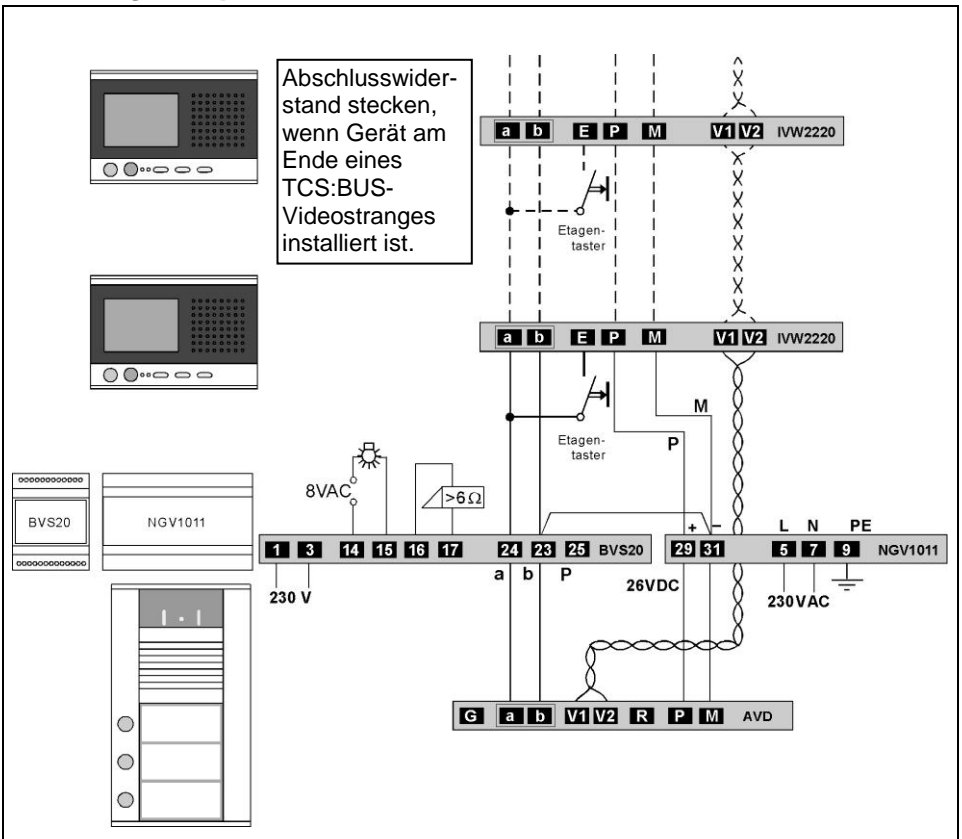 Abschlusswider-
stand stecken,
wenn Gerät am
Ende eines
TCS:BUS-
Videostranges
installiert ist.
a b E P M V1 V2 IVW2220
Etagen-
taster
a b E P M V1 V2 IVW2220
Etagen-
taster
M
P
BVS20
NGV1011
8VAC
>6Ω
+ −
L N PE
1 3 14 15 16 17 24 23 25 BVS20
29 31 5 7 9 NGV1011
a b P
230 V
26VDC
230VAC
G a b V1 V2 R P M AVD